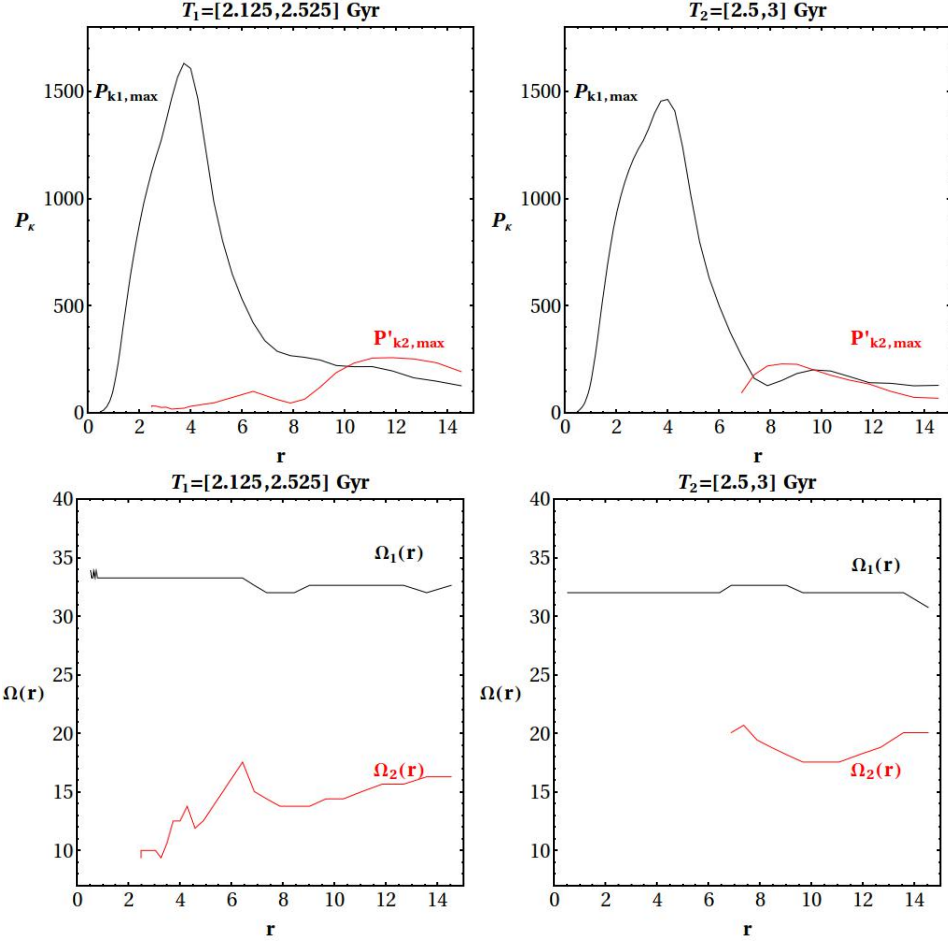 T₁=[2.125,2.525] Gyr
T₂=[2.5,3] Gyr
1500
1000
500
0
Pκ
Pk1,max
P'k2,max
0 2 4 6 8 10 12 14
r
1500
1000
500
0
Pκ
Pk1,max
P'k2,max
0 2 4 6 8 10 12 14
r
T₁=[2.125,2.525] Gyr
T₂=[2.5,3] Gyr
40
35
30
25
20
15
10
Ω(r)
Ω₁(r)
Ω₂(r)
0 2 4 6 8 10 12 14
r
40
35
30
25
20
15
10
Ω(r)
Ω₁(r)
Ω₂(r)
0 2 4 6 8 10 12 14
r